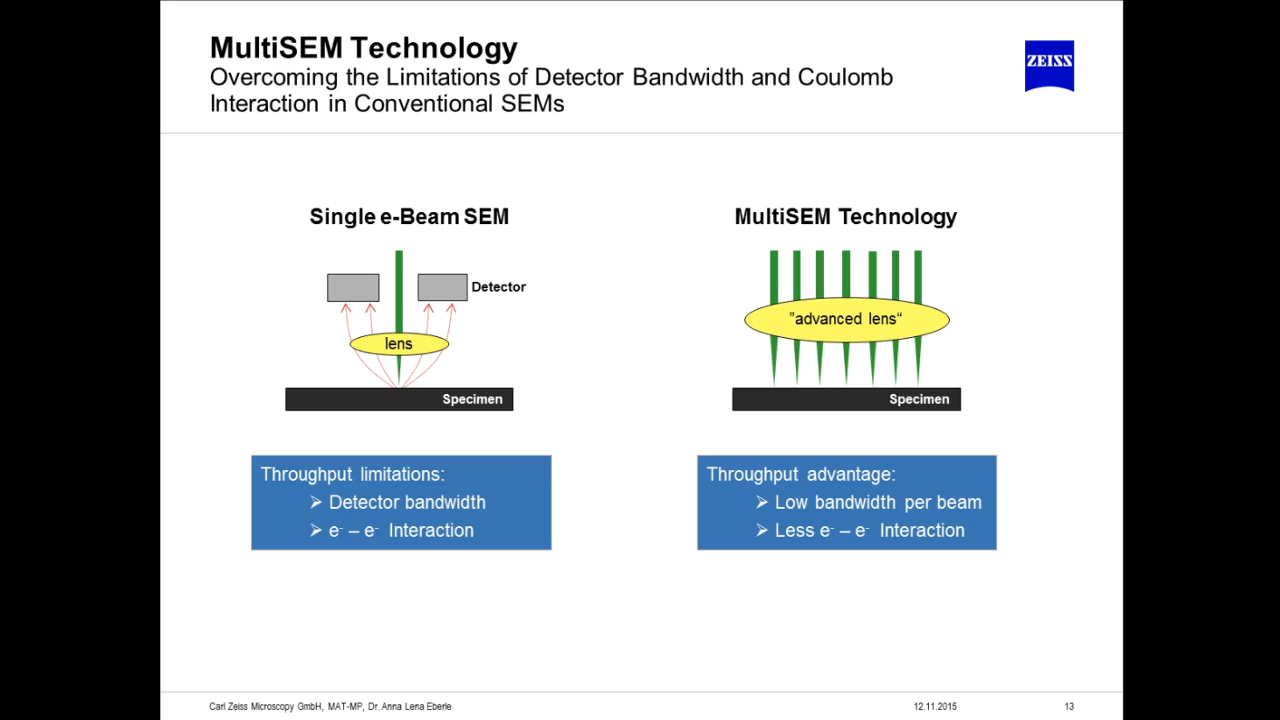 MultiSEM Technology
Overcoming the Limitations of Detector Bandwidth and Coulomb
Interaction in Conventional SEMs
ZEISS
Single e-Beam SEM
Detector
lens
Specimen
Throughput limitations:
➢ Detector bandwidth
➢ e- – e- Interaction
MultiSEM Technology
”advanced lens“
Specimen
Throughput advantage:
➢ Low bandwidth per beam
➢ Less e- – e- Interaction
Carl Zeiss Microscopy GmbH, MAT-MP, Dr. Anna Lena Eberle
12.11.2015
13